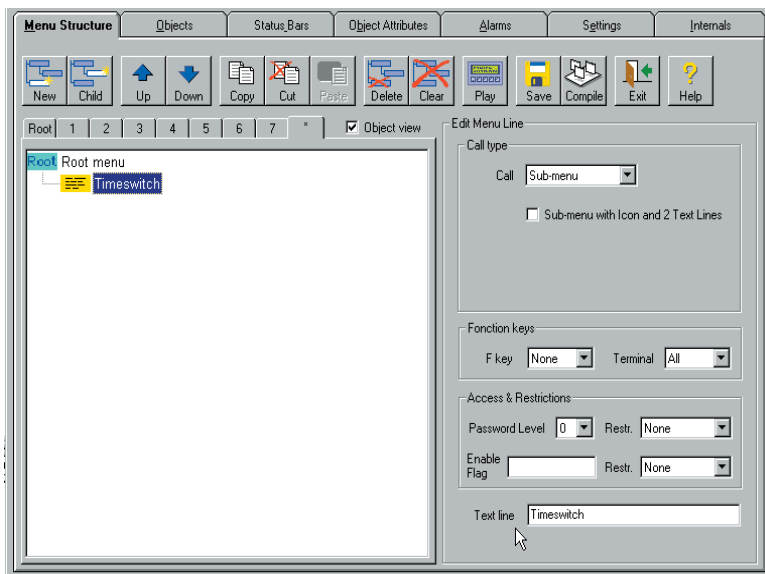 Menu Structure Objects Status Bars Object Attributes Alarms Settings Internals
New Child Up Down Copy Cut Paste Delete Clear Play Save Compile Exit Help
Root 1 2 3 4 5 6 7 * Object view
Root Root menu
Timeswitch
Edit Menu Line
Call type
Call Sub-menu
Sub-menu with Icon and 2 Text Lines
Fonction keys
F key None Terminal All
Access & Restrictions
Password Level 0 Restr. None
Enable Flag Restr. None
Text line Timeswitch